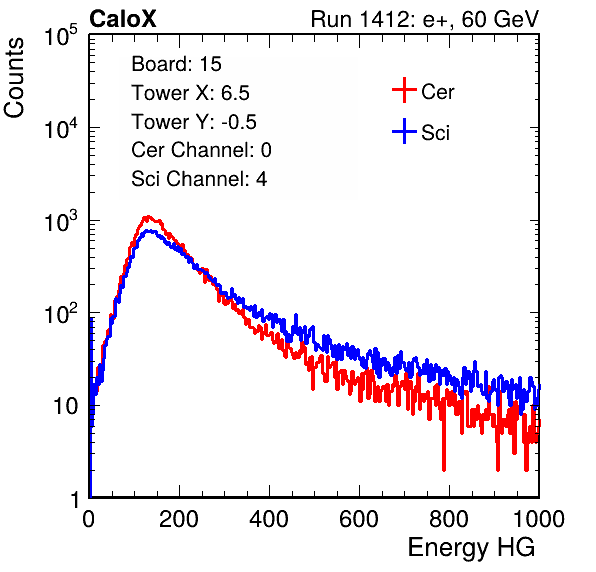 CaloX Run 1412: e+, 60 GeV
Counts
10^5
10^4
10^3
10^2
10
1
Board: 15
Tower X: 6.5
Tower Y: -0.5
Cer Channel: 0
Sci Channel: 4
Cer
Sci
0 200 400 600 800 1000
Energy HG